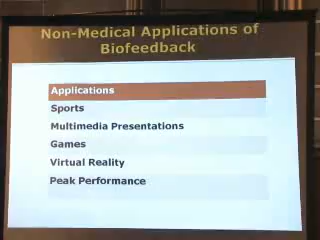 Non-Medical Applications of
Biofeedback
Applications
Sports
Multimedia Presentations
Games
Virtual Reality
Peak Performance